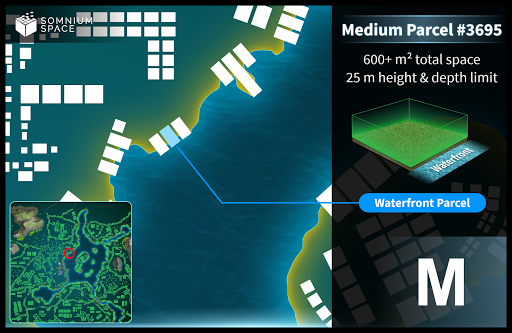 SOMNIUM
SPACE
Medium Parcel #3695
600+ m² total space
25 m height & depth limit
Waterfront
Waterfront Parcel
M